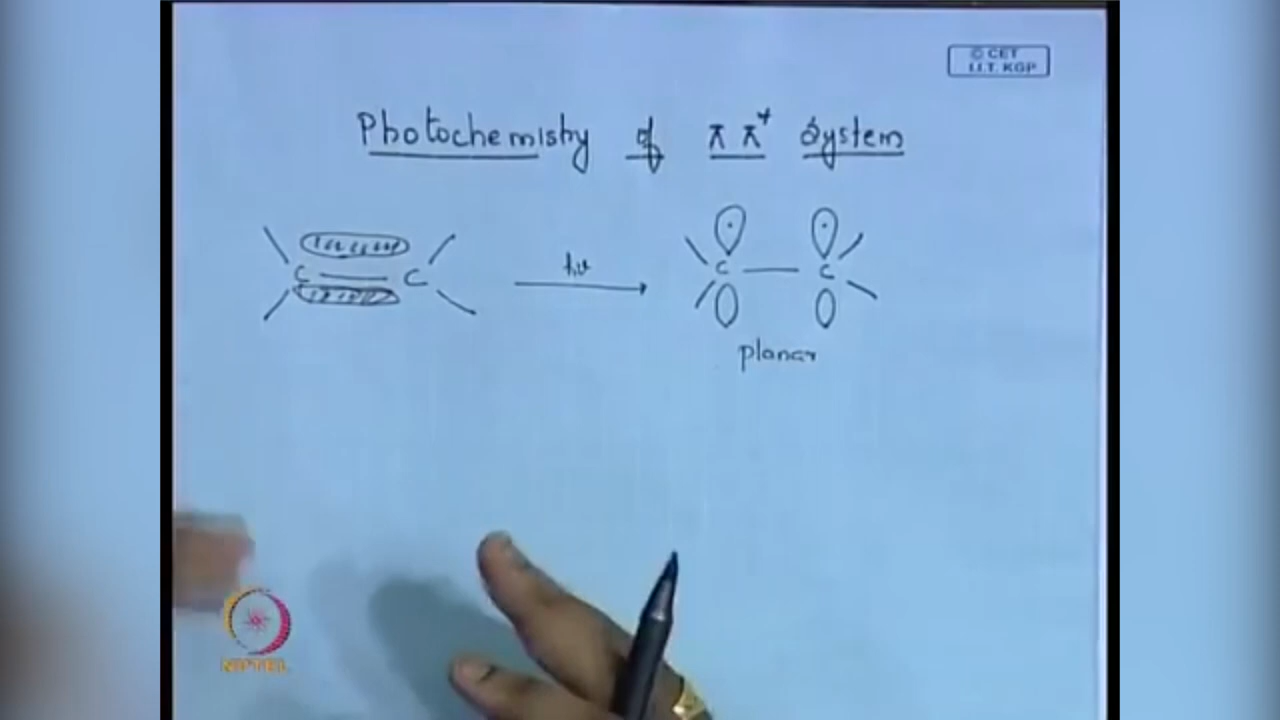 © CET
I.I.T. KGP
Photochemistry of π π* System
C = C
hν
C — C
planar
NPTEL